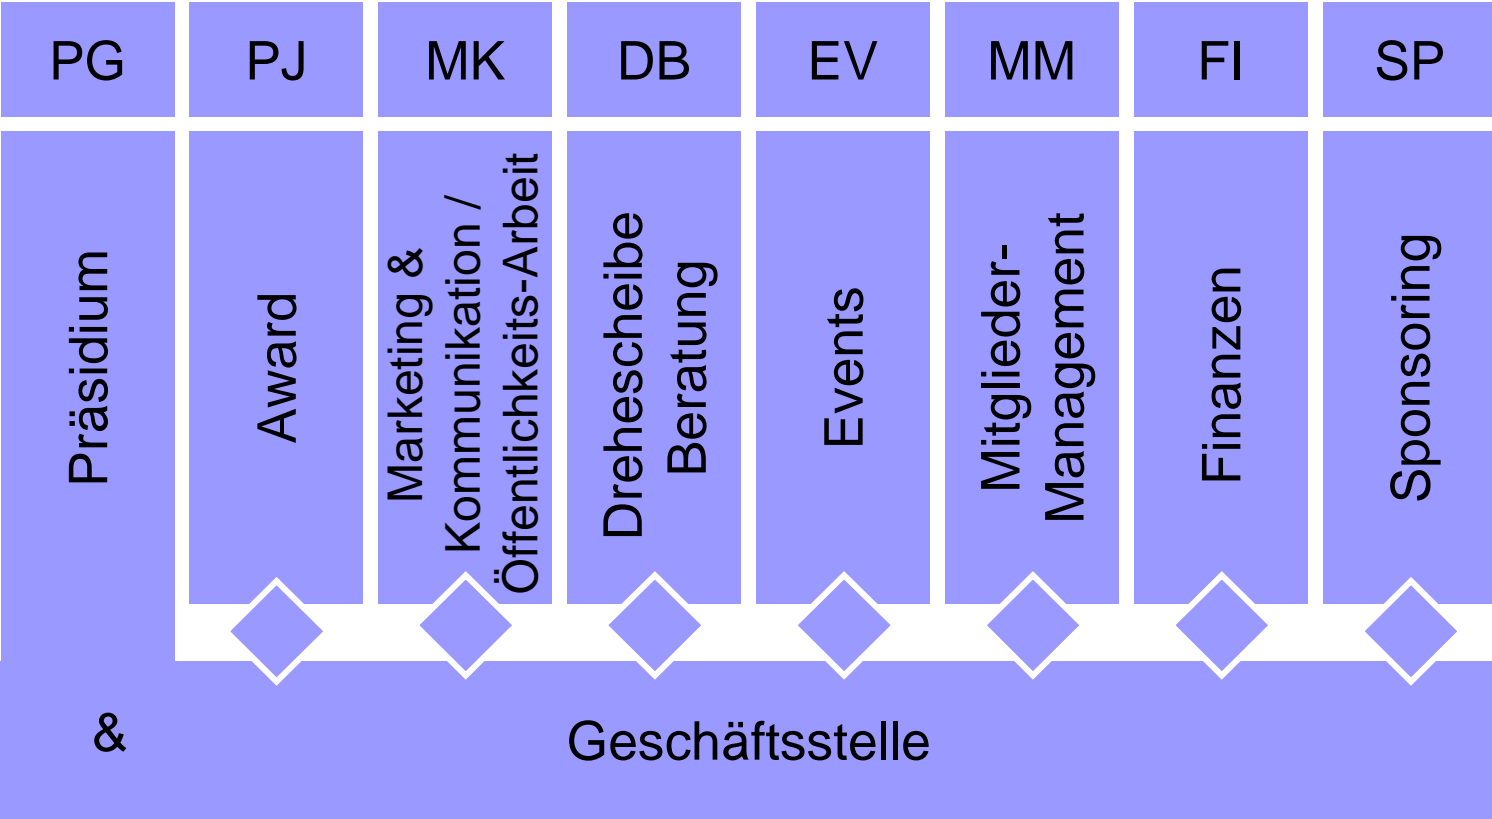 PG
PJ
MK
DB
EV
MM
FI
SP
Präsidium
Award
Marketing &
Kommunikation /
Öffentlichkeits-Arbeit
Drehescheibe
Beratung
Events
Mitglieder-
Management
Finanzen
Sponsoring
&
Geschäftsstelle